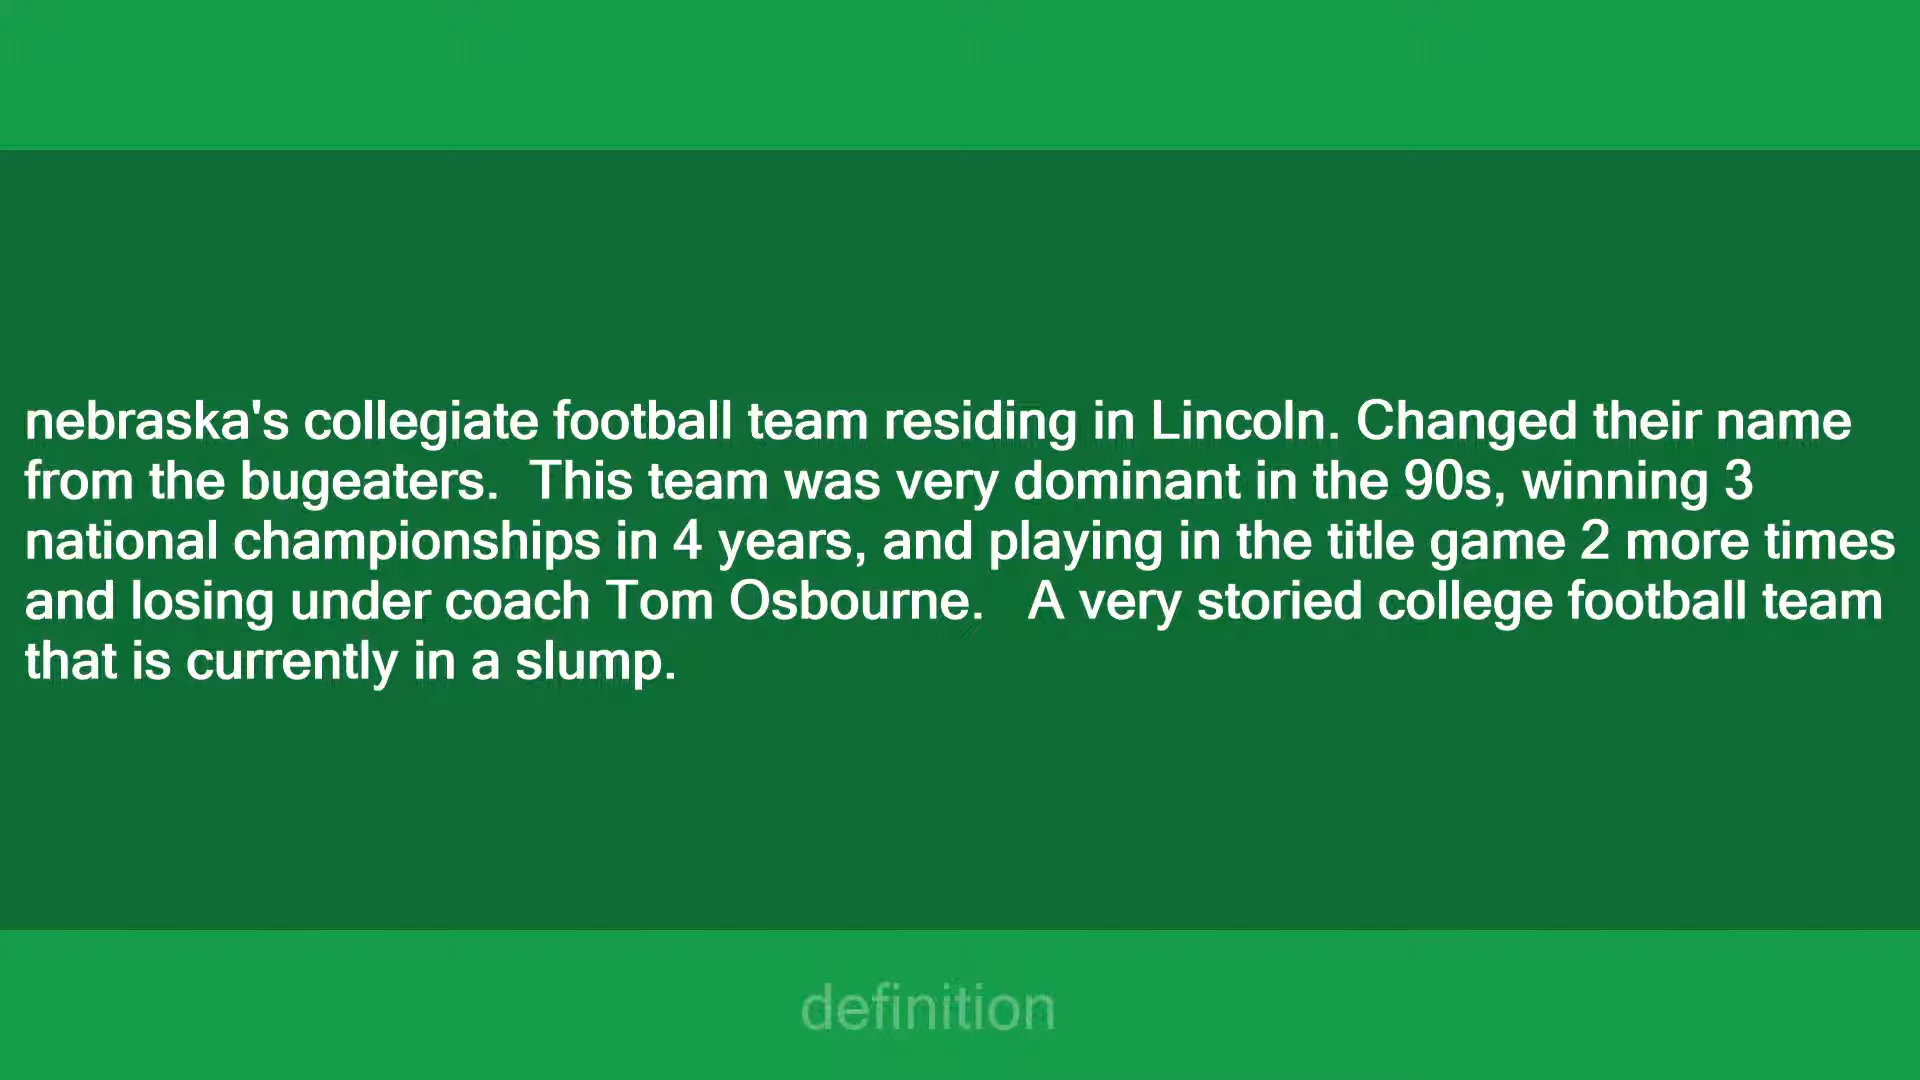 nebraska's collegiate football team residing in Lincoln. Changed their name
from the bugeaters.  This team was very dominant in the 90s, winning 3
national championships in 4 years, and playing in the title game 2 more times
and losing under coach Tom Osbourne.   A very storied college football team
that is currently in a slump.
definition